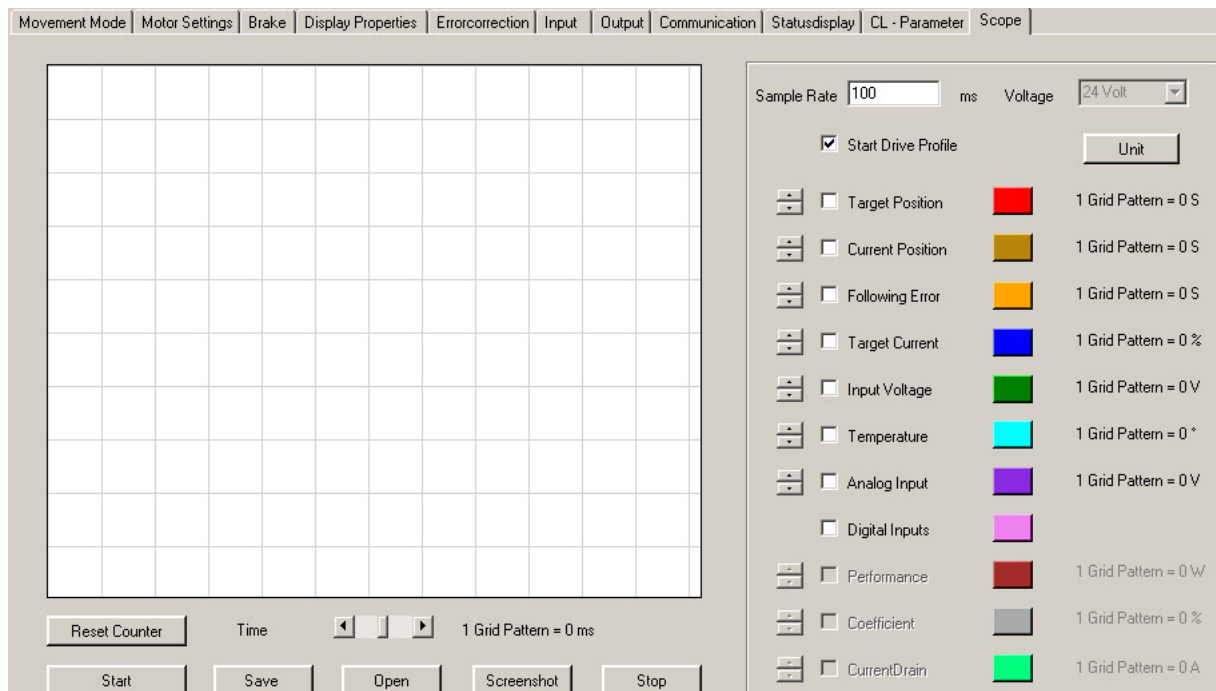 Movement Mode Motor Settings Brake Display Properties Errorcorrection Input Output Communication Statusdisplay CL - Parameter Scope
Sample Rate 100 ms Voltage 24 Volt
Start Drive Profile Unit
Target Position 1 Grid Pattern = 0 S
Current Position 1 Grid Pattern = 0 S
Following Error 1 Grid Pattern = 0 S
Target Current 1 Grid Pattern = 0 %
Input Voltage 1 Grid Pattern = 0 V
Temperature 1 Grid Pattern = 0 °
Analog Input 1 Grid Pattern = 0 V
Digital Inputs
Performance 1 Grid Pattern = 0 W
Coefficient 1 Grid Pattern = 0 %
CurrentDrain 1 Grid Pattern = 0 A
Reset Counter Time 1 Grid Pattern = 0 ms
Start Save Open Screenshot Stop